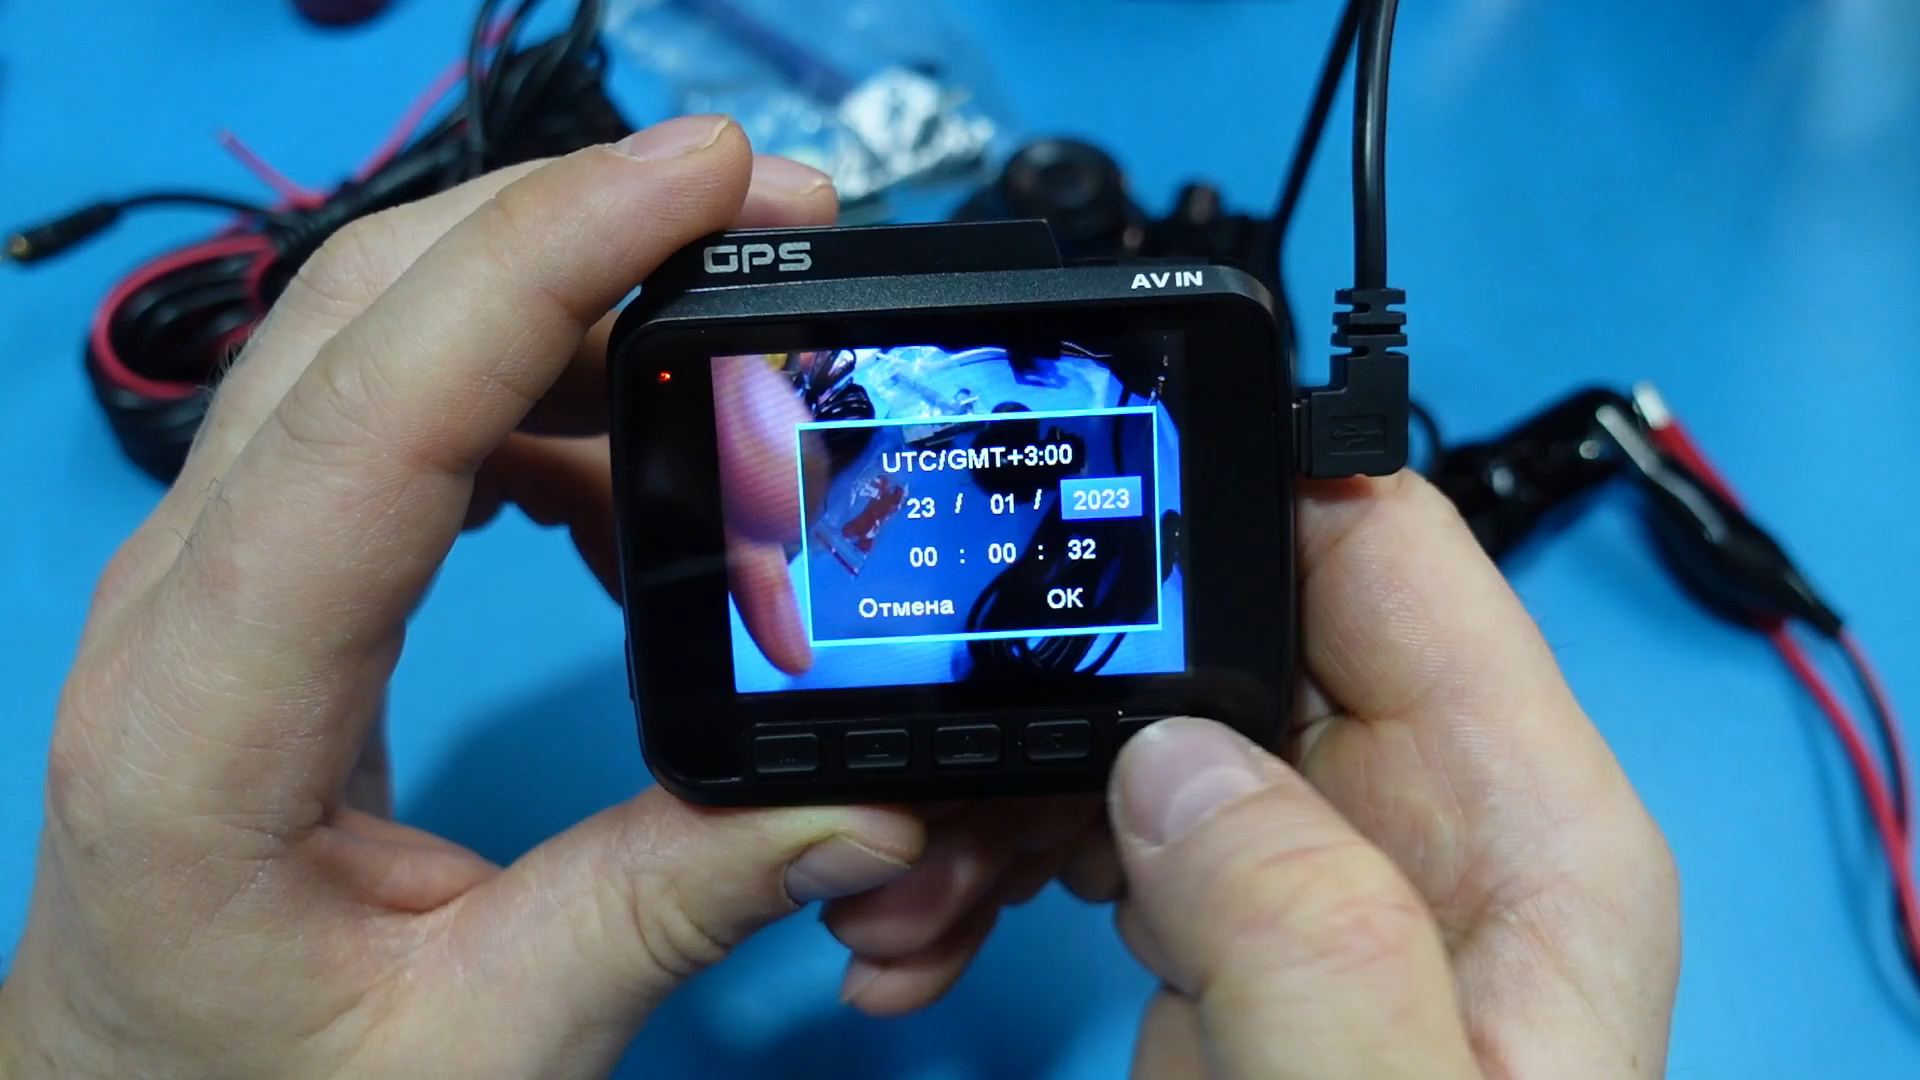 GPS
AV IN
UTC/GMT+3:00
23 / 01 / 2023
00 : 00 : 32
Отмена OK